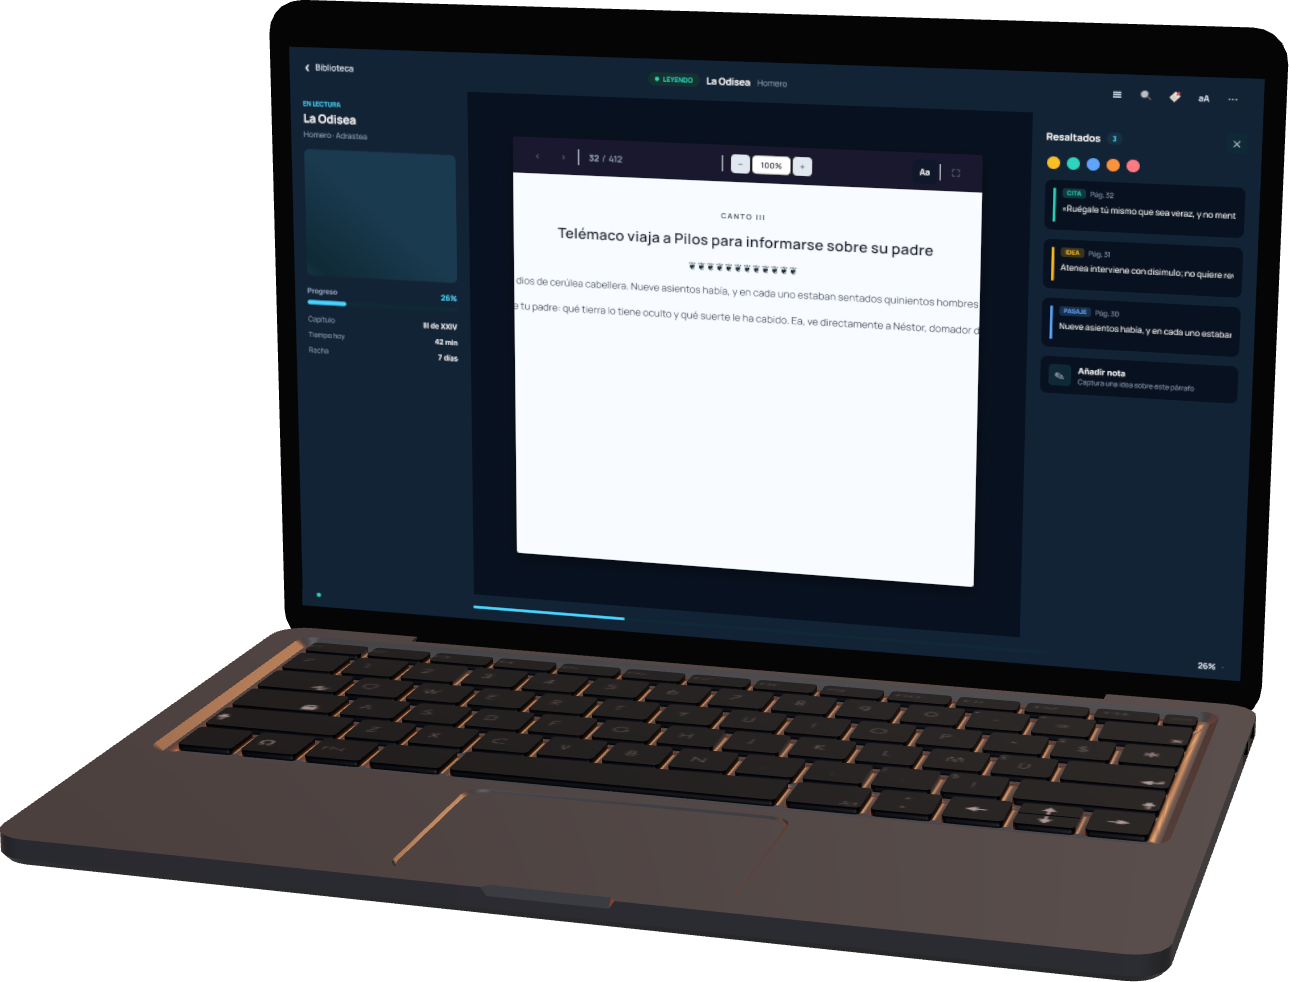 Biblioteca
LEYENDO La Odisea Homero
aA
EN LECTURA
La Odisea
Homero · Adrastea
Progreso 26%
Capítulo III de XXIV
Tiempo hoy 42 min
Racha 7 días
32 / 412 − 100% + Aa
CANTO III
Telémaco viaja a Pilos para informarse sobre su padre
dios de cerúlea cabellera. Nueve asientos había, y en cada uno estaban sentados quinientos hombres
e tu padre: qué tierra lo tiene oculto y qué suerte le ha cabido. Ea, ve directamente a Néstor, domador d
Resaltados 3
CITA Pág. 32
«Ruégale tú mismo que sea veraz, y no ment
IDEA Pág. 31
Atenea interviene con disimulo; no quiere rev
PASAJE Pág. 30
Nueve asientos había, y en cada uno estaban
Añadir nota
Captura una idea sobre este párrafo
26%